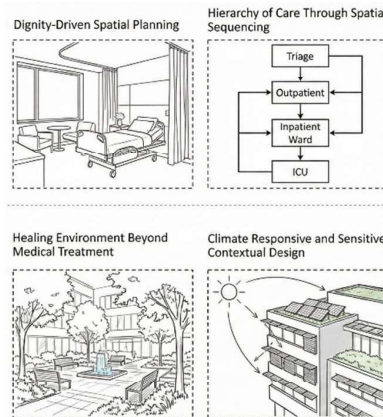 Dignity-Driven Spatial Planning
Hierarchy of Care Through Spatia
Sequencing
Triage
Outpatient
Inpatient
Ward
ICU
Healing Environment Beyond
Medical Treatment
Climate Responsive and Sensitive
Contextual Design